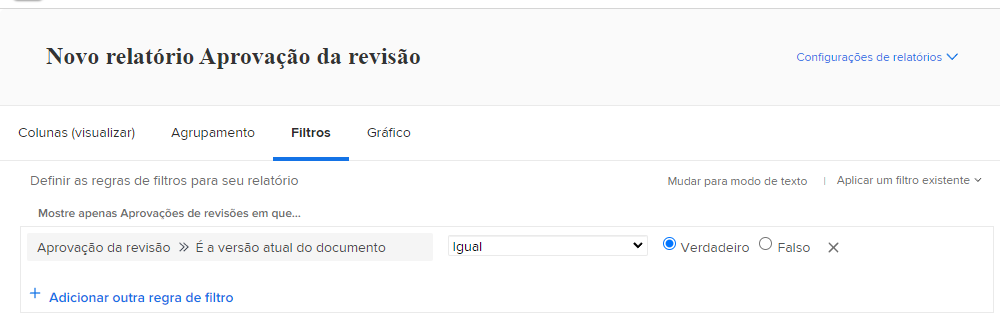 Novo relatório Aprovação da revisão
Configurações de relatórios
Colunas (visualizar) Agrupamento Filtros Gráfico
Definir as regras de filtros para seu relatório Mudar para modo de texto | Aplicar um filtro existente
Mostre apenas Aprovações de revisões em que...
Aprovação da revisão » É a versão atual do documento Igual Verdadeiro Falso ×
+ Adicionar outra regra de filtro